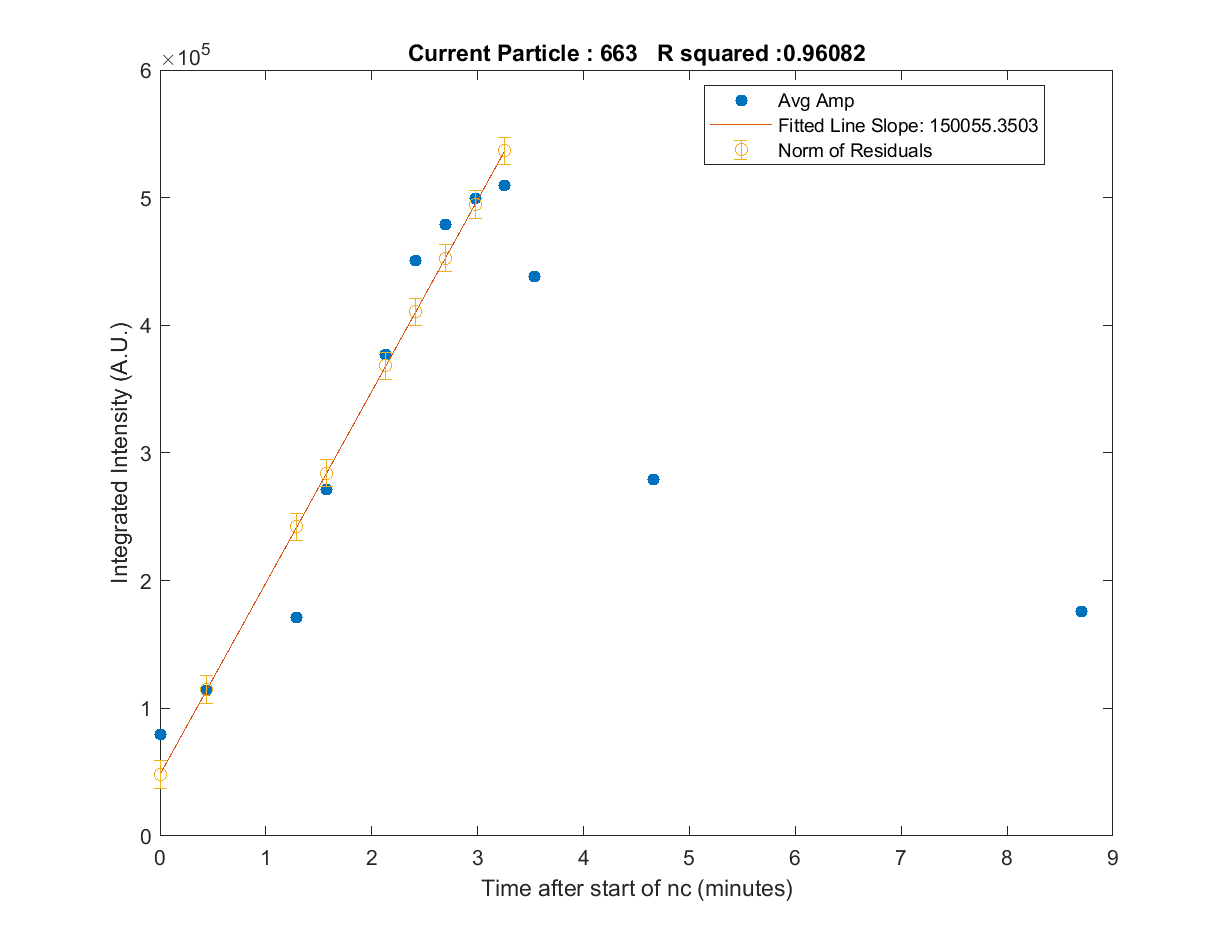 Current Particle : 663 R squared :0.96082
×10^5
Avg Amp
Fitted Line Slope: 150055.3503
Norm of Residuals
6
5
4
3
2
1
0
Integrated Intensity (A.U.)
0 1 2 3 4 5 6 7 8 9
Time after start of nc (minutes)